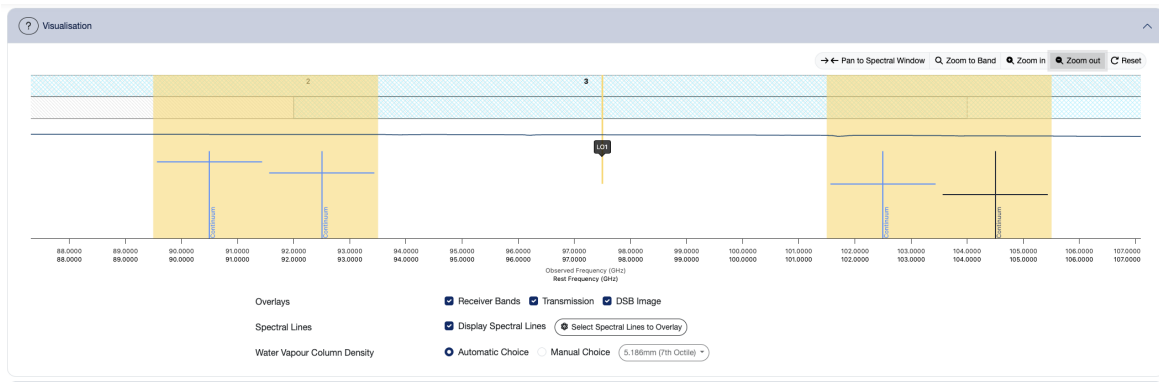 ? Visualisation
Pan to Spectral Window Zoom to Band Zoom in Zoom out Reset
2 3
LO1
Continuum Continuum Continuum Continuum
88.0000 89.0000 90.0000 91.0000 92.0000 93.0000 94.0000 95.0000 96.0000 97.0000 98.0000 99.0000 100.0000 101.0000 102.0000 103.0000 104.0000 105.0000 106.0000 107.0000
88.0000 89.0000 90.0000 91.0000 92.0000 93.0000 94.0000 95.0000 96.0000 97.0000 98.0000 99.0000 100.0000 101.0000 102.0000 103.0000 104.0000 105.0000 106.0000 107.0000
Observed Frequency (GHz)
Rest Frequency (GHz)
Overlays Receiver Bands Transmission DSB Image
Spectral Lines Display Spectral Lines Select Spectral Lines to Overlay
Water Vapour Column Density Automatic Choice Manual Choice 5.186mm (7th Octile)